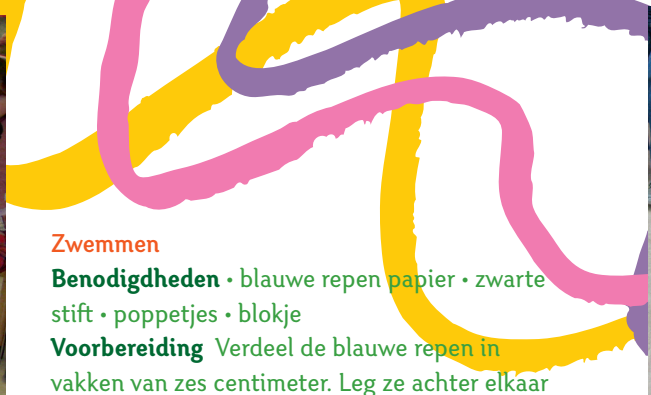 Zwemmen
Benodigdheden • blauwe repen papier • zwarte
stift • poppetjes • blokje
Voorbereiding Verdeel de blauwe repen in
vakken van zes centimeter. Leg ze achter elkaar